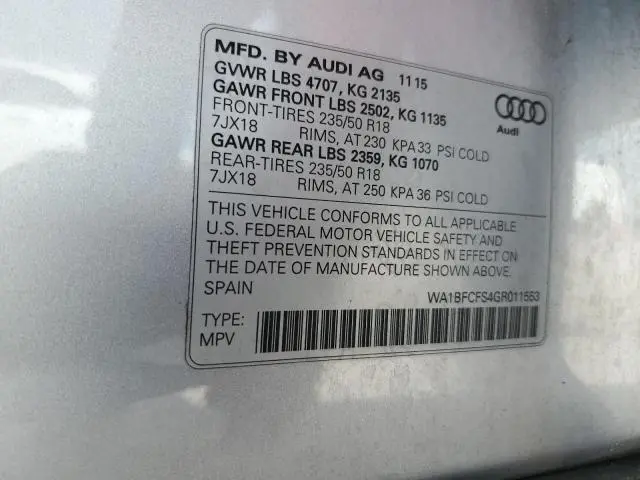 MFD. BY AUDI AG 11 15
GVWR LBS 4707, KG 2135
GAWR FRONT LBS 2502, KG 1135
FRONT-TIRES 235/50 R18
7JX18 RIMS, AT 230 KPA 33 PSI COLD
GAWR REAR LBS 2359, KG 1070
REAR-TIRES 235/50 R18
7JX18 RIMS, AT 250 KPA 36 PSI COLD
Audi
THIS VEHICLE CONFORMS TO ALL APPLICABLE
U.S. FEDERAL MOTOR VEHICLE SAFETY AND
THEFT PREVENTION STANDARDS IN EFFECT ON
THE DATE OF MANUFACTURE SHOWN ABOVE.
SPAIN
WA1BFCFS4GR011553
TYPE:
MPV